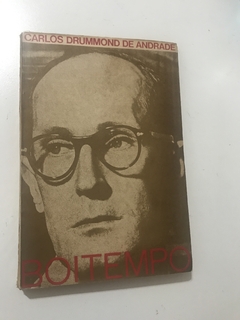 CARLOS DRUMMOND DE ANDRADE
BOITEMPO